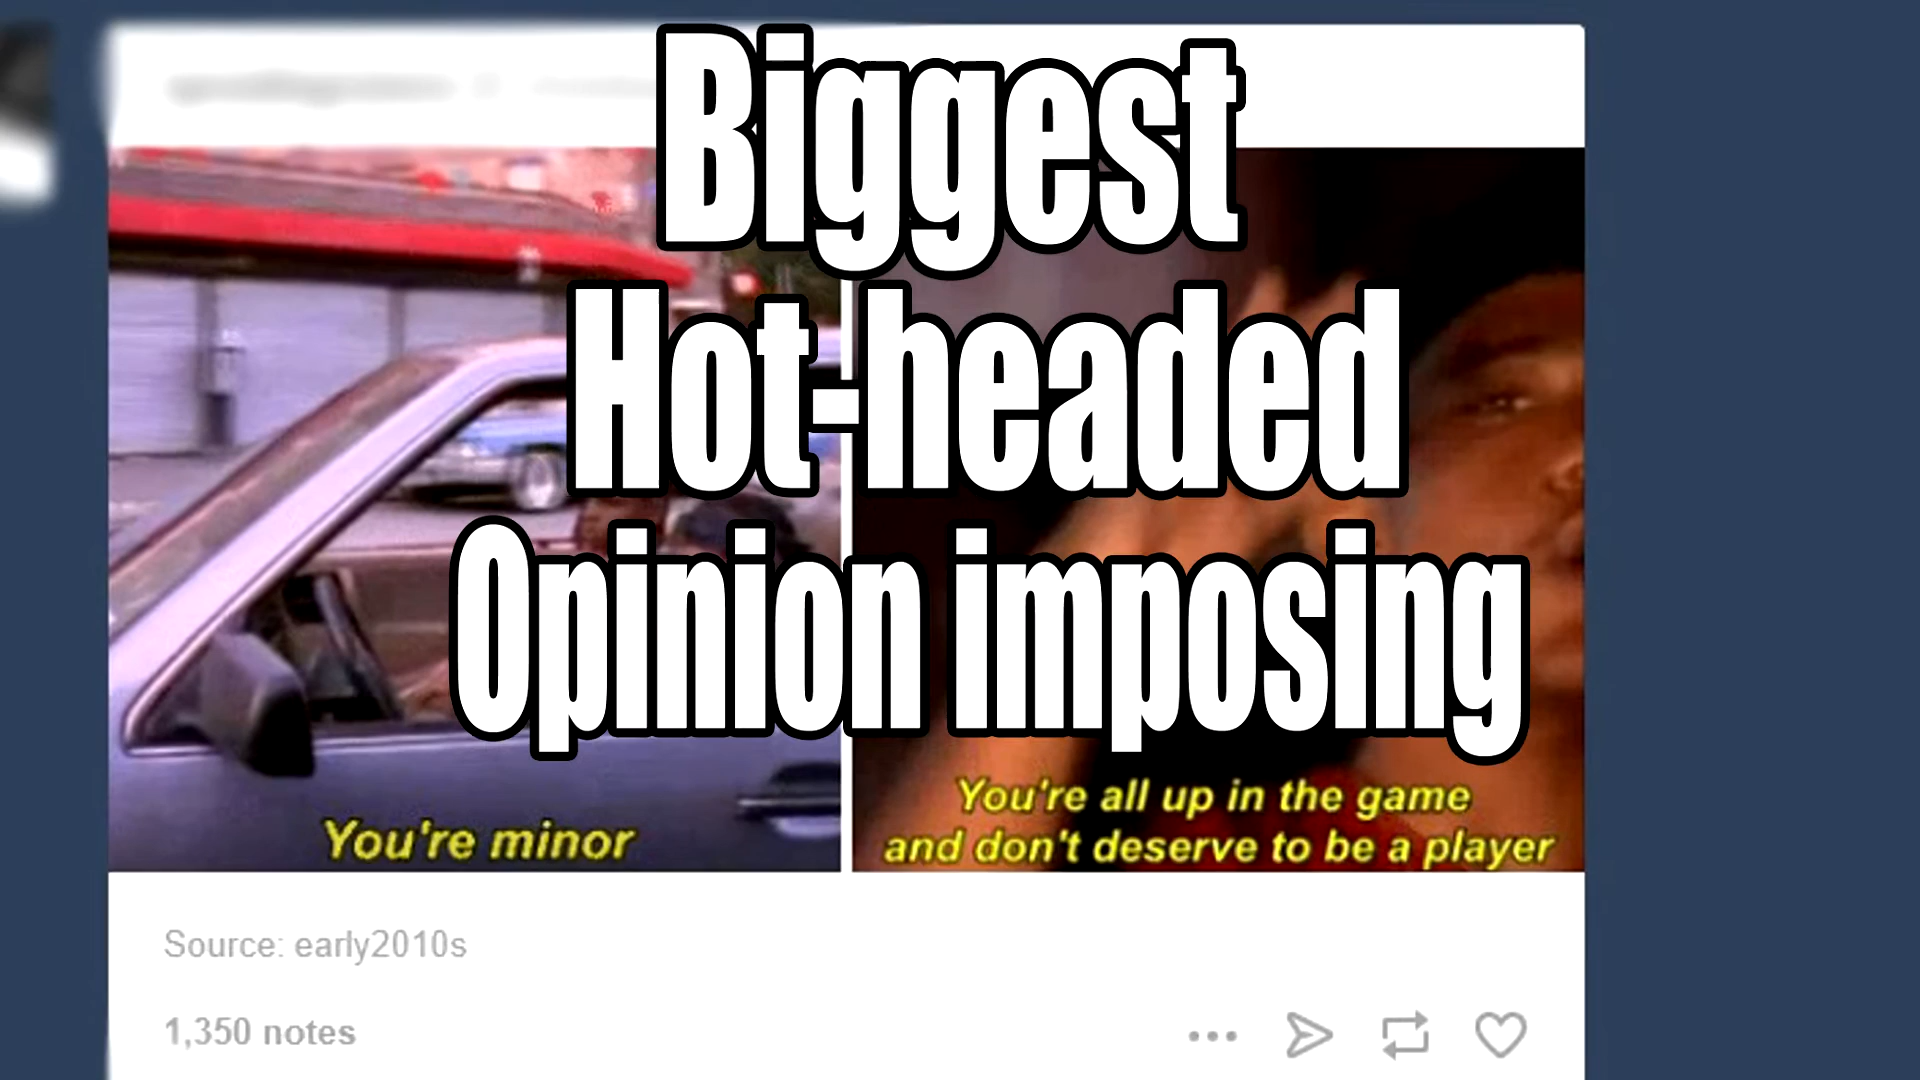 Biggest
Hot-headed
Opinion imposing
You're minor
You're all up in the game
and don't deserve to be a player
Source: early2010s
1,350 notes